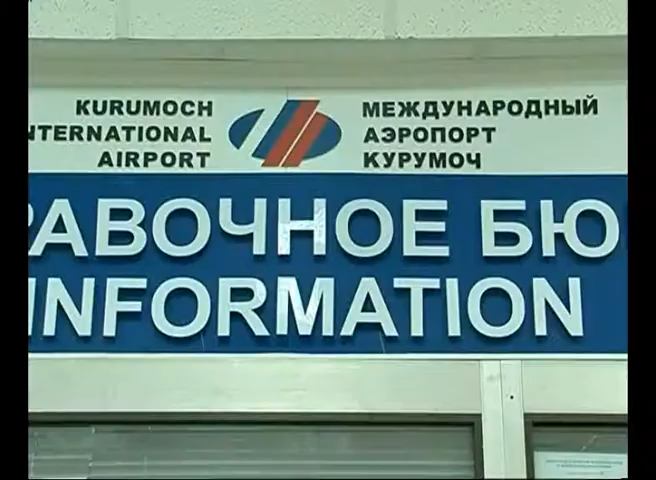 KURUMOCH
INTERNATIONAL
AIRPORT
МЕЖДУНАРОДНЫЙ
АЭРОПОРТ
КУРУМОЧ
РАВОЧНОЕ БЮ
INFORMATION